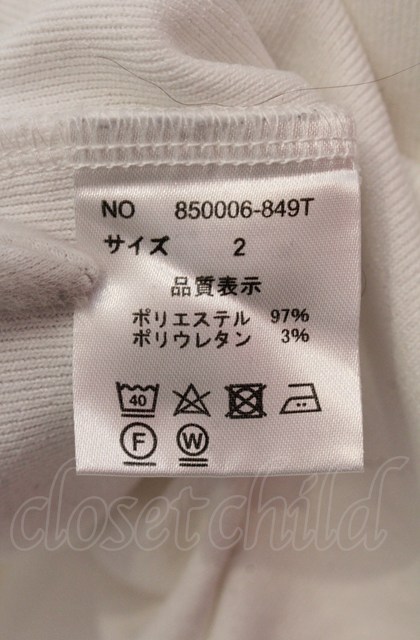 NO 850006-849T
サイズ 2
品質表示
ポリエステル 97%
ポリウレタン 3%
40
F W
closetchild